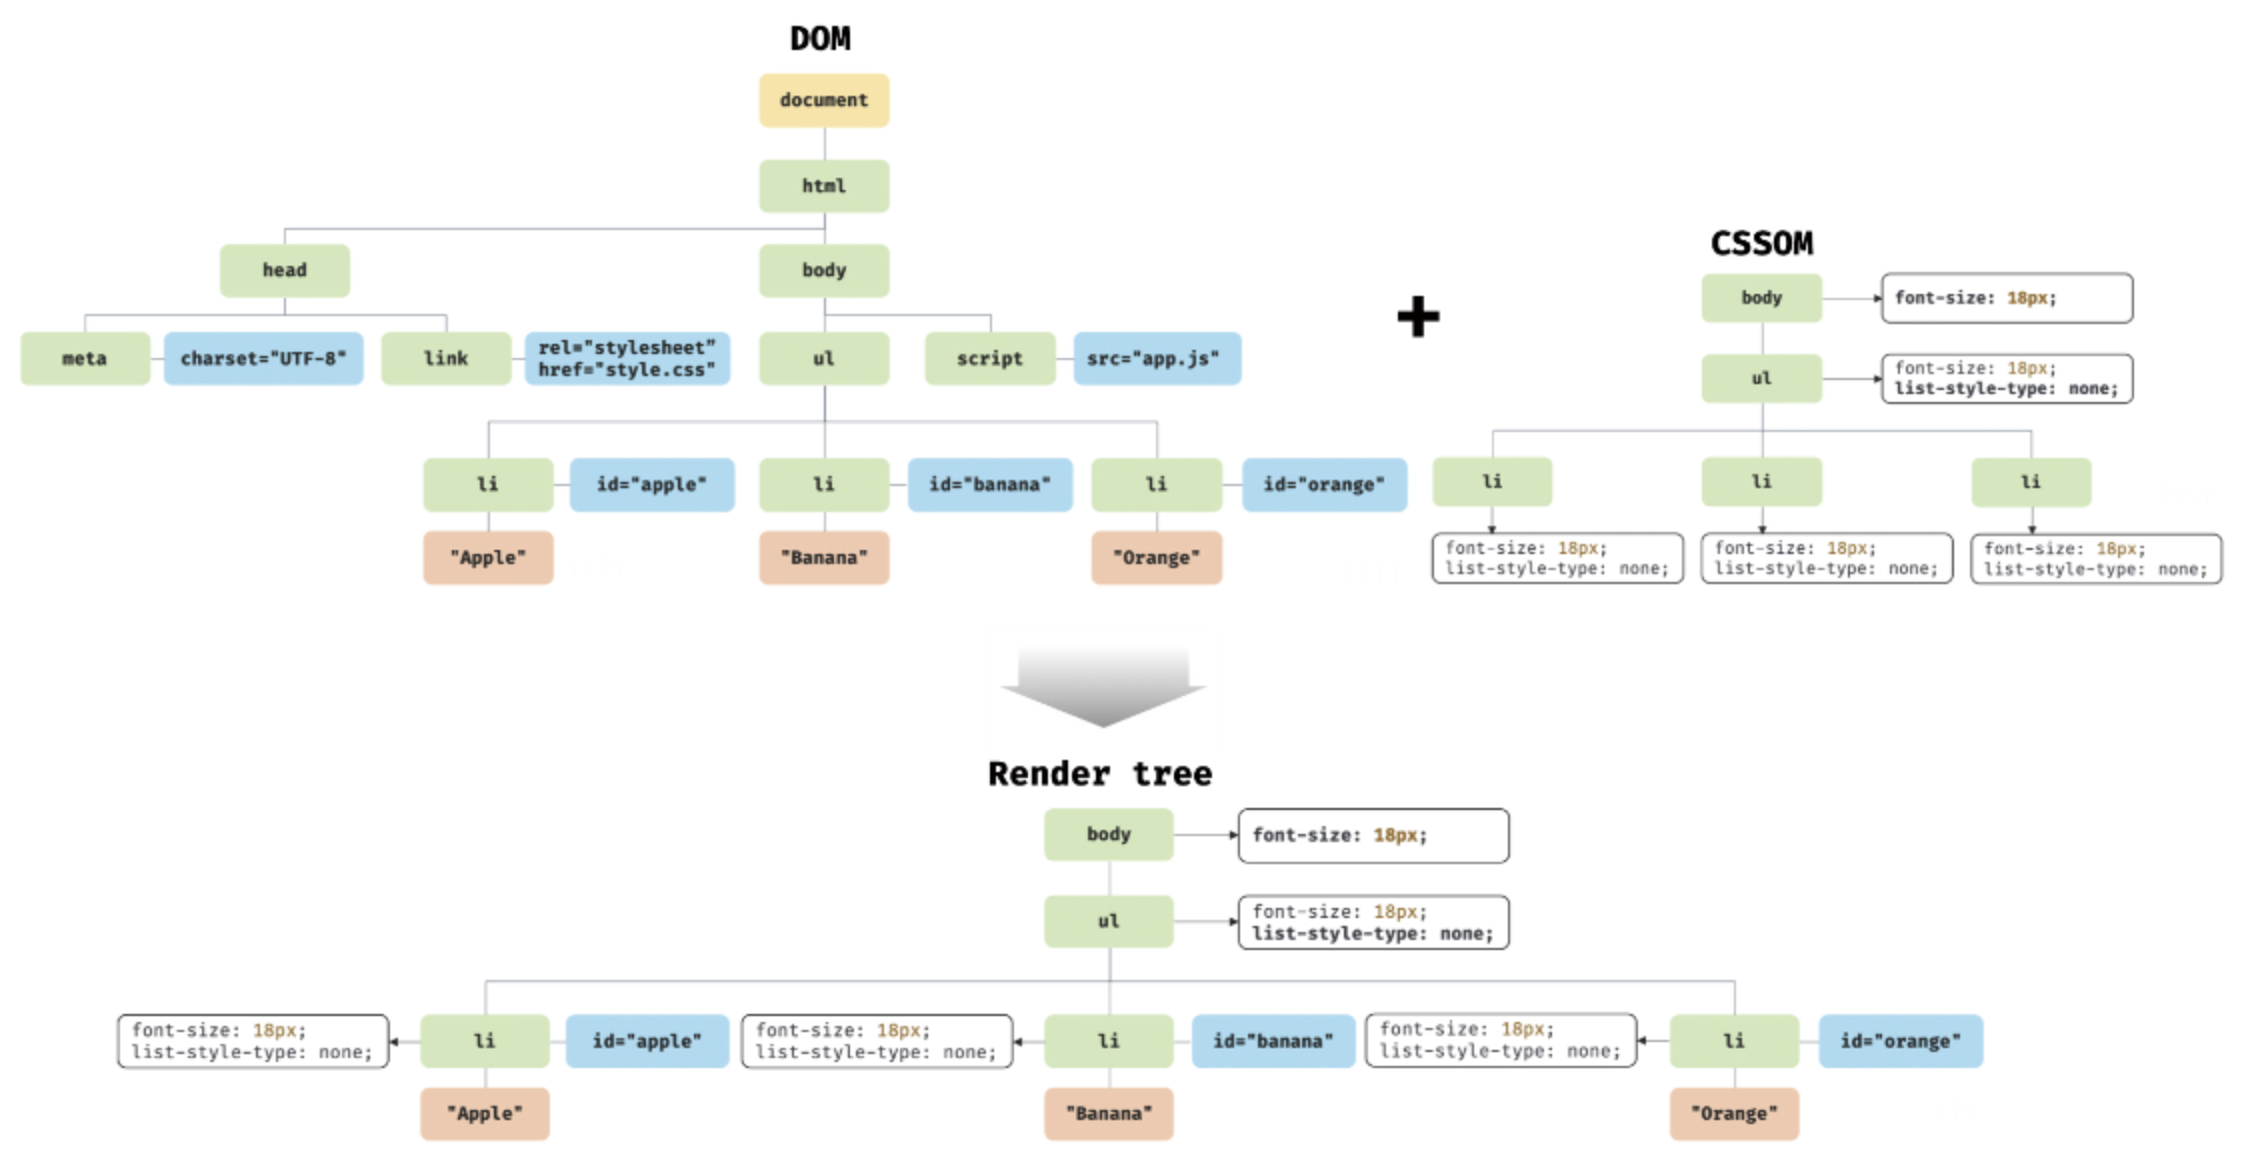 DOM
document
html
head
body
meta
charset="UTF-8"
link
rel="stylesheet"
href="style.css"
ul
script
src="app.js"
li
id="apple"
li
id="banana"
li
id="orange"
"Apple"
"Banana"
"Orange"
+
CSSOM
body
font-size: 18px;
ul
font-size: 18px;
list-style-type: none;
li
li
li
font-size: 18px;
list-style-type: none;
font-size: 18px;
list-style-type: none;
font-size: 18px;
list-style-type: none;
Render tree
body
font-size: 18px;
ul
font-size: 18px;
list-style-type: none;
font-size: 18px;
list-style-type: none;
li
id="apple"
font-size: 18px;
list-style-type: none;
li
id="banana"
font-size: 18px;
list-style-type: none;
li
id="orange"
"Apple"
"Banana"
"Orange"